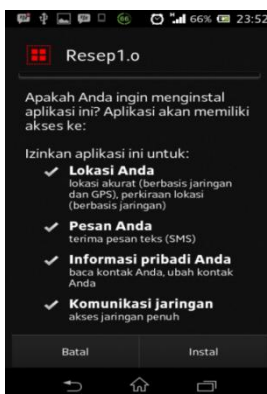 66% 23:52
Resep1.o
Apakah Anda ingin menginstal
aplikasi ini? Aplikasi akan memiliki
akses ke:
Izinkan aplikasi ini untuk:
Lokasi Anda
lokasi akurat (berbasis jaringan
dan GPS), perkiraan lokasi
(berbasis jaringan)
Pesan Anda
terima pesan teks (SMS)
Informasi pribadi Anda
baca kontak Anda, ubah kontak
Anda
Komunikasi jaringan
akses jaringan penuh
Batal Instal